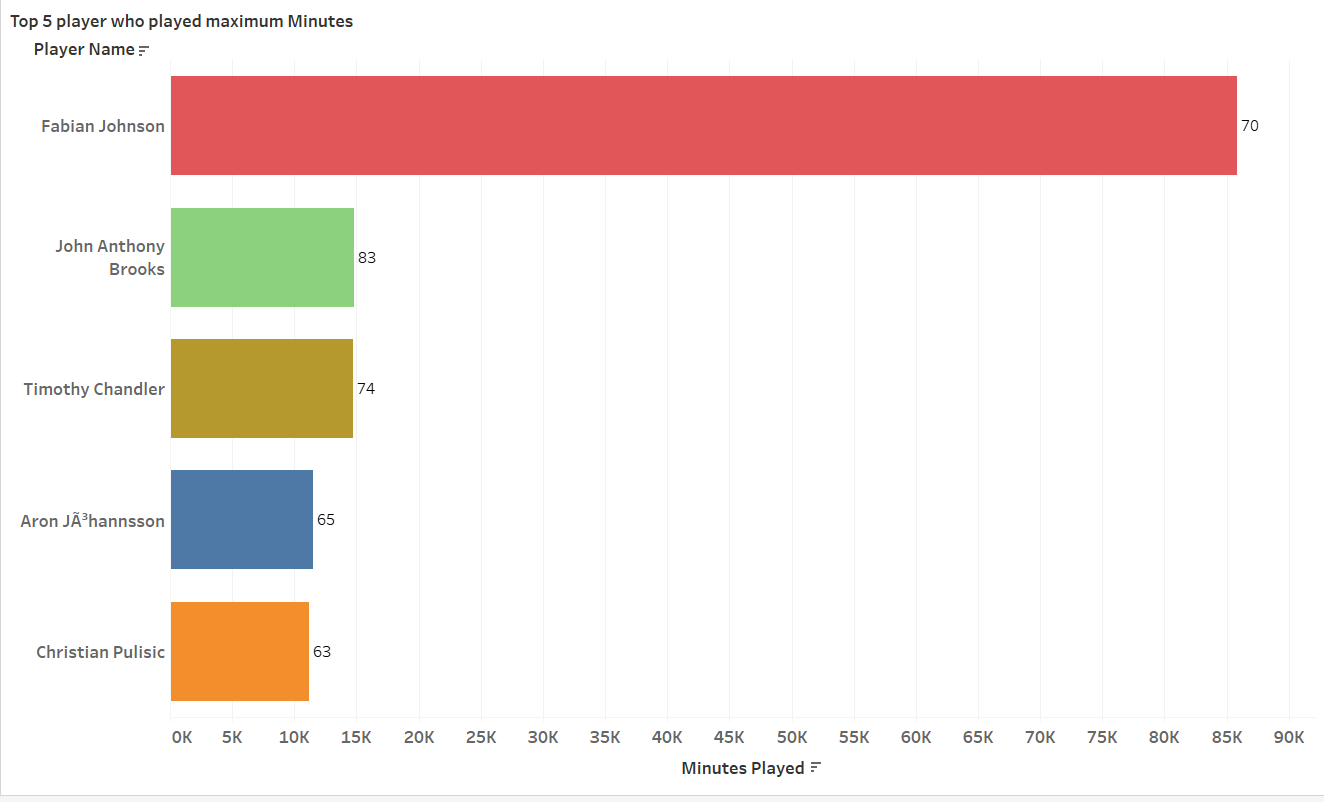 Top 5 player who played maximum Minutes
Player Name
Fabian Johnson
70
John Anthony
Brooks
83
Timothy Chandler
74
Aron JÃ³hannsson
65
Christian Pulisic
63
0K 5K 10K 15K 20K 25K 30K 35K 40K 45K 50K 55K 60K 65K 70K 75K 80K 85K 90K
Minutes Played